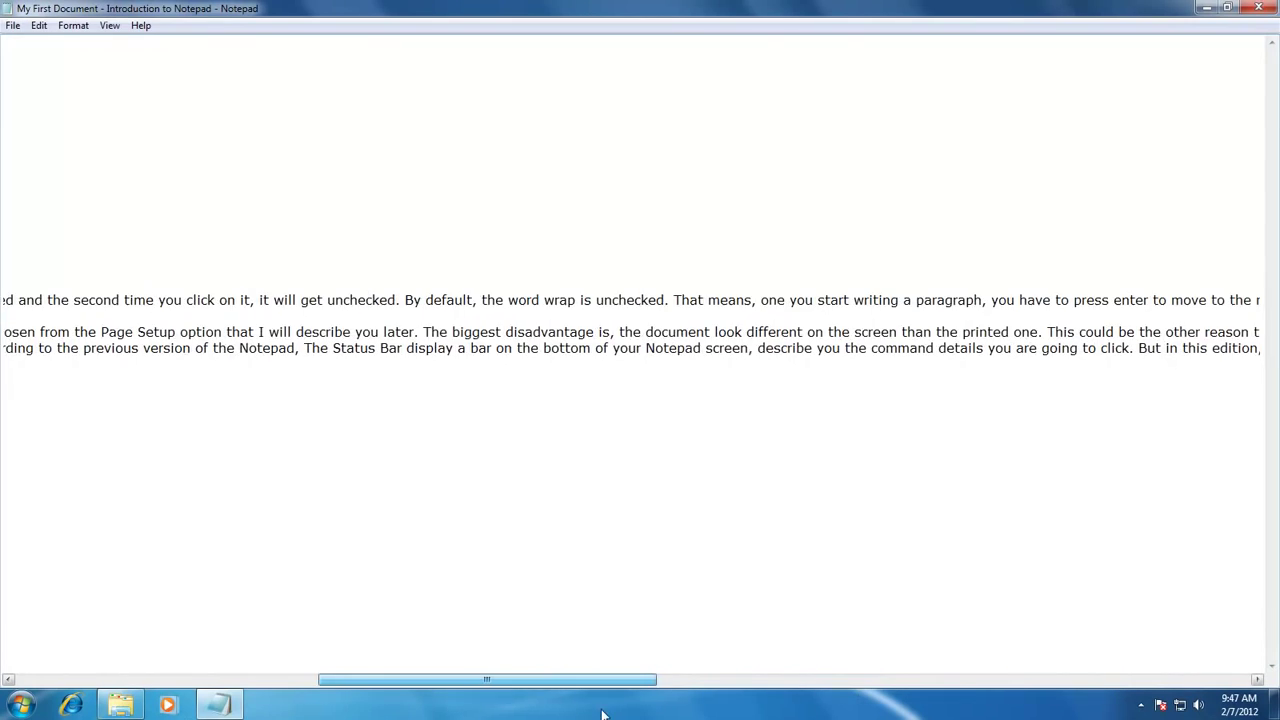 My First Document - Introduction to Notepad - Notepad
File Edit Format View Help
and the second time you click on it, it will get unchecked. By default, the word wrap is unchecked. That means, one you start writing a paragraph, you have to press enter to move to the
osen from the Page Setup option that I will describe you later. The biggest disadvantage is, the document look different on the screen than the printed one. This could be the other reason t
ding to the previous version of the Notepad, The Status Bar display a bar on the bottom of your Notepad screen, describe you the command details you are going to click. But in this edition,
9:47 AM
2/7/2012